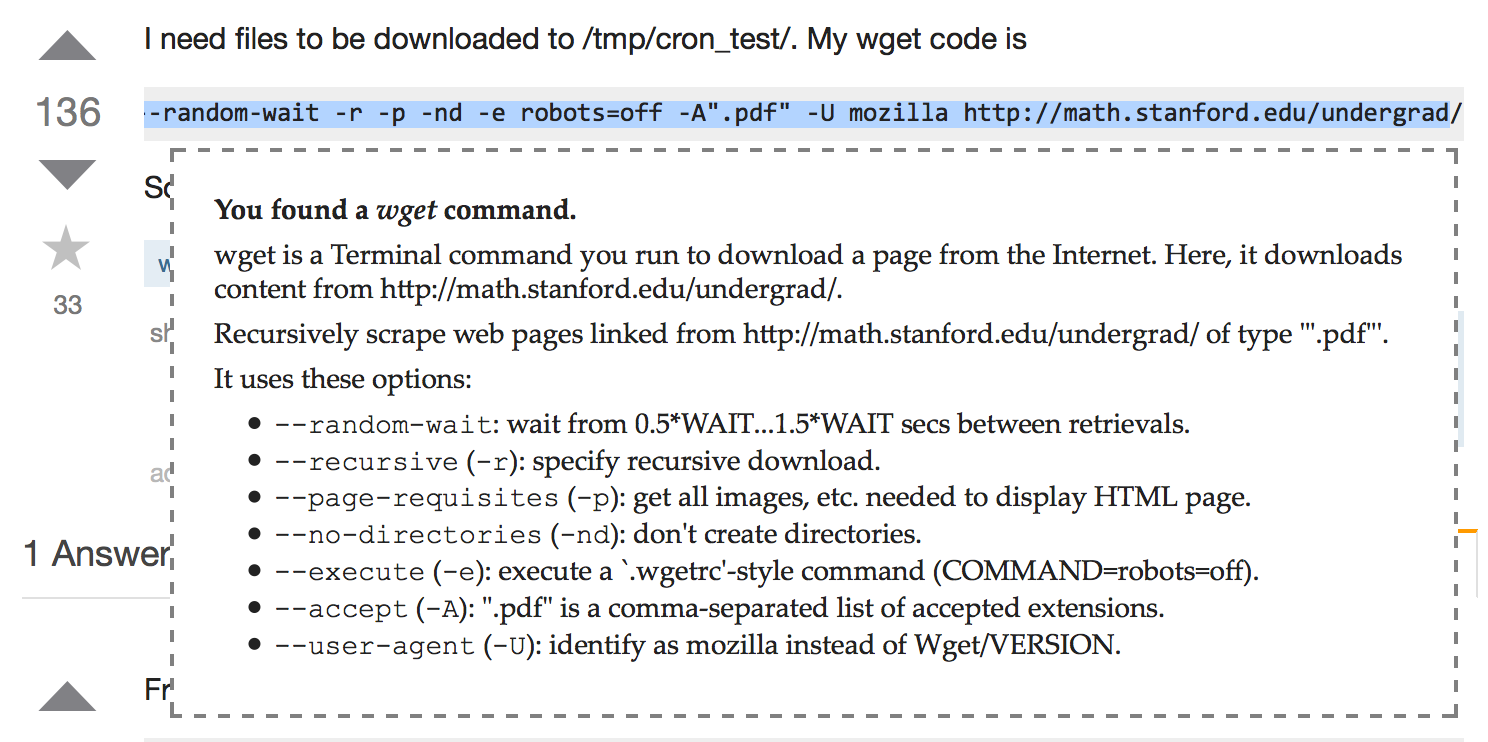 I need files to be downloaded to /tmp/cron_test/. My wget code is
136
--random-wait -r -p -nd -e robots=off -A".pdf" -U mozilla http://math.stanford.edu/undergrad/
You found a wget command.
wget is a Terminal command you run to download a page from the Internet. Here, it downloads
content from http://math.stanford.edu/undergrad/.
33
Recursively scrape web pages linked from http://math.stanford.edu/undergrad/ of type "'.pdf"'.
It uses these options:
● --random-wait: wait from 0.5*WAIT...1.5*WAIT secs between retrievals.
● --recursive (-r): specify recursive download.
● --page-requisites (-p): get all images, etc. needed to display HTML page.
● --no-directories (-nd): don't create directories.
1 Answer
● --execute (-e): execute a `.wgetrc'-style command (COMMAND=robots=off).
● --accept (-A): ".pdf" is a comma-separated list of accepted extensions.
● --user-agent (-U): identify as mozilla instead of Wget/VERSION.